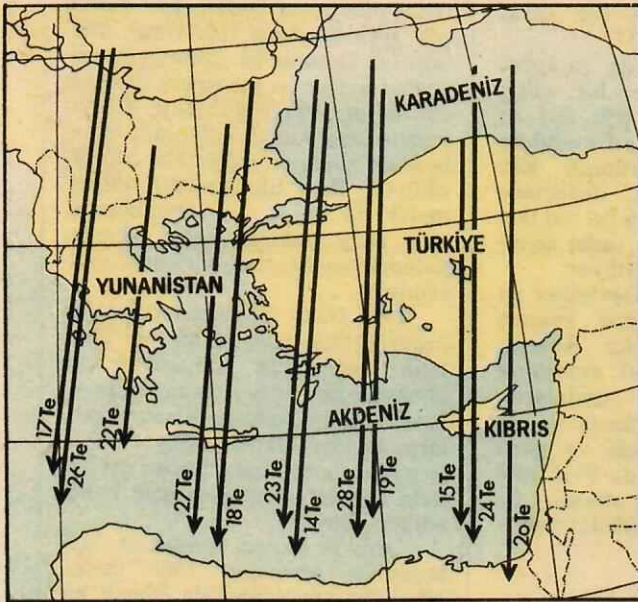 KARADENİZ
TÜRKİYE
YUNANİSTAN
AKDENİZ
KIBRIS
17Te
26Te
22Te
27Te
18Te
23Te
14Te
28Te
19Te
15Te
24Te
20Te